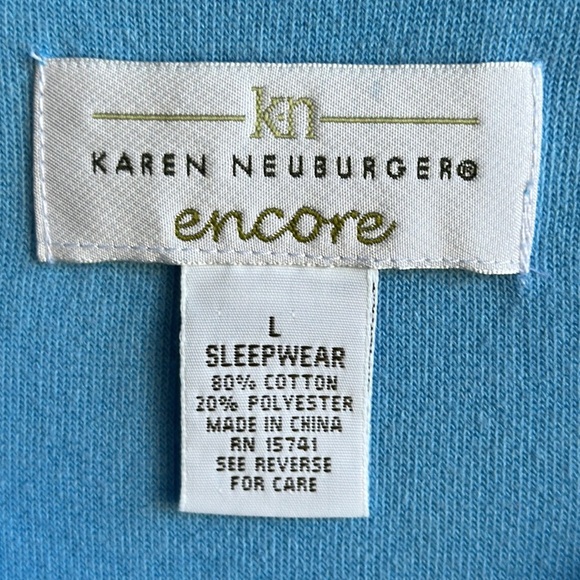 kn
KAREN NEUBURGER®
encore
L
SLEEPWEAR
80% COTTON
20% POLYESTER
MADE IN CHINA
RN 15741
SEE REVERSE
FOR CARE